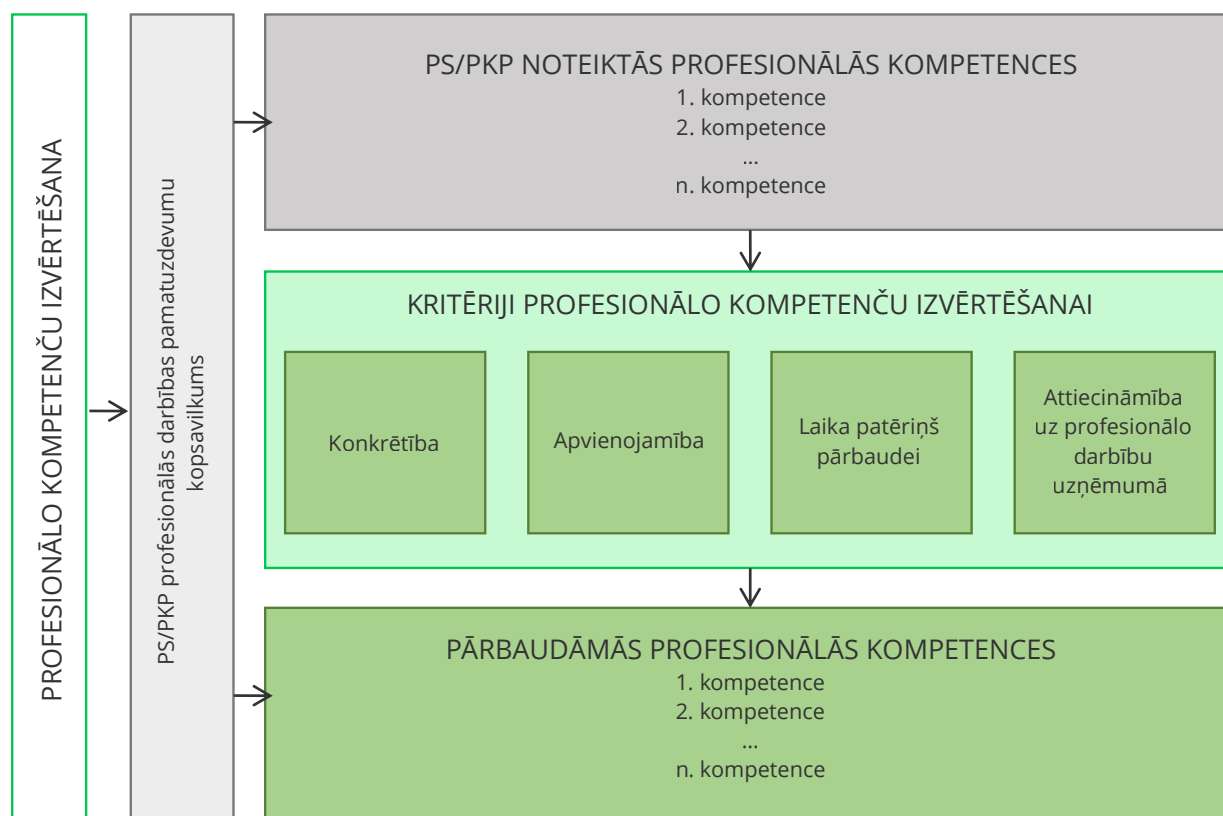 PROFESIONĀLO KOMPETENČU IZVĒRTĒŠANA
PS/PKP profesionālās darbības pamatuzdevumu
kopsavilkums
PS/PKP NOTEIKTĀS PROFESIONĀLĀS KOMPETENCES
1. kompetence
2. kompetence
...
n. kompetence
KRITĒRIJI PROFESIONĀLO KOMPETENČU IZVĒRTĒŠANAI
Konkrētība
Apvienojamība
Laika patēriņš
pārbaudei
Attiecināmība
uz profesionālo
darbību
uzņēmumā
PĀRBAUDĀMĀS PROFESIONĀLĀS KOMPETENCES
1. kompetence
2. kompetence
...
n. kompetence